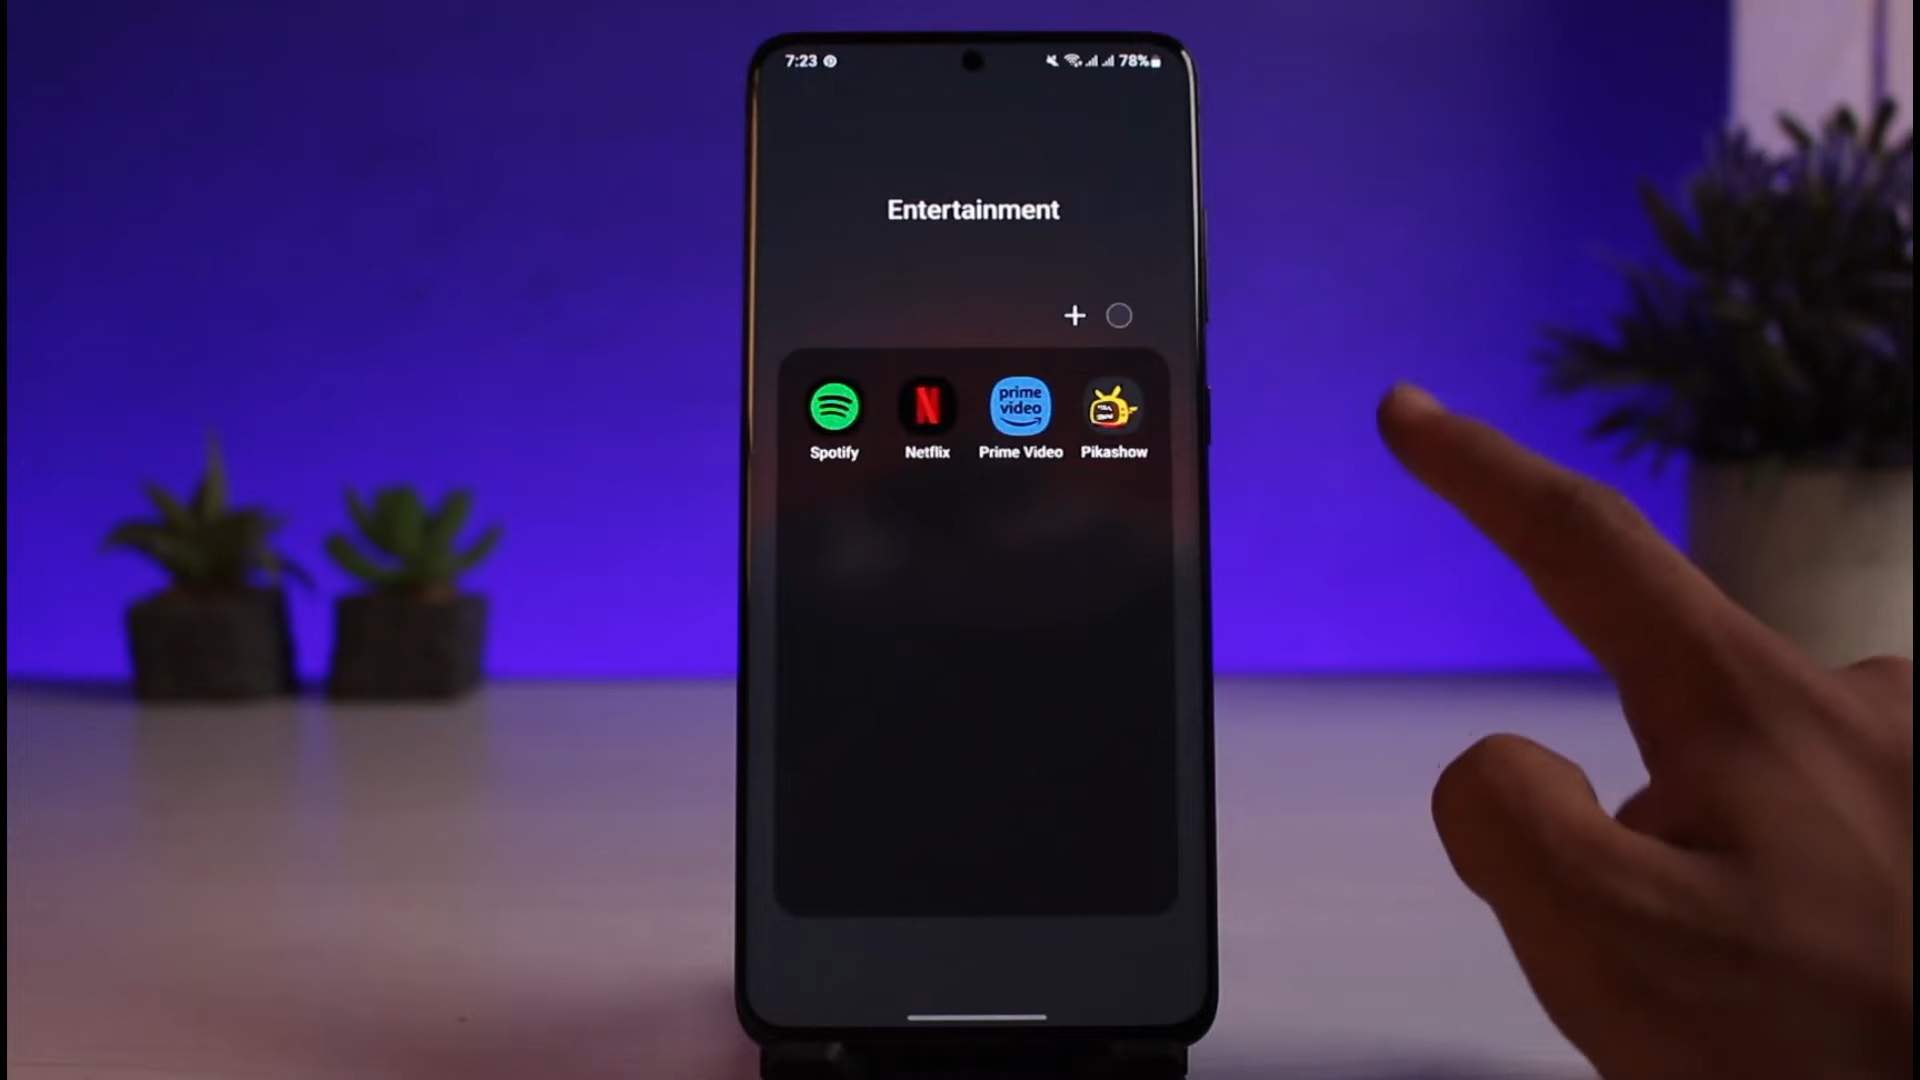 7:23
78%
Entertainment
prime
video
Spotify
Netflix
Prime Video
Pikashow